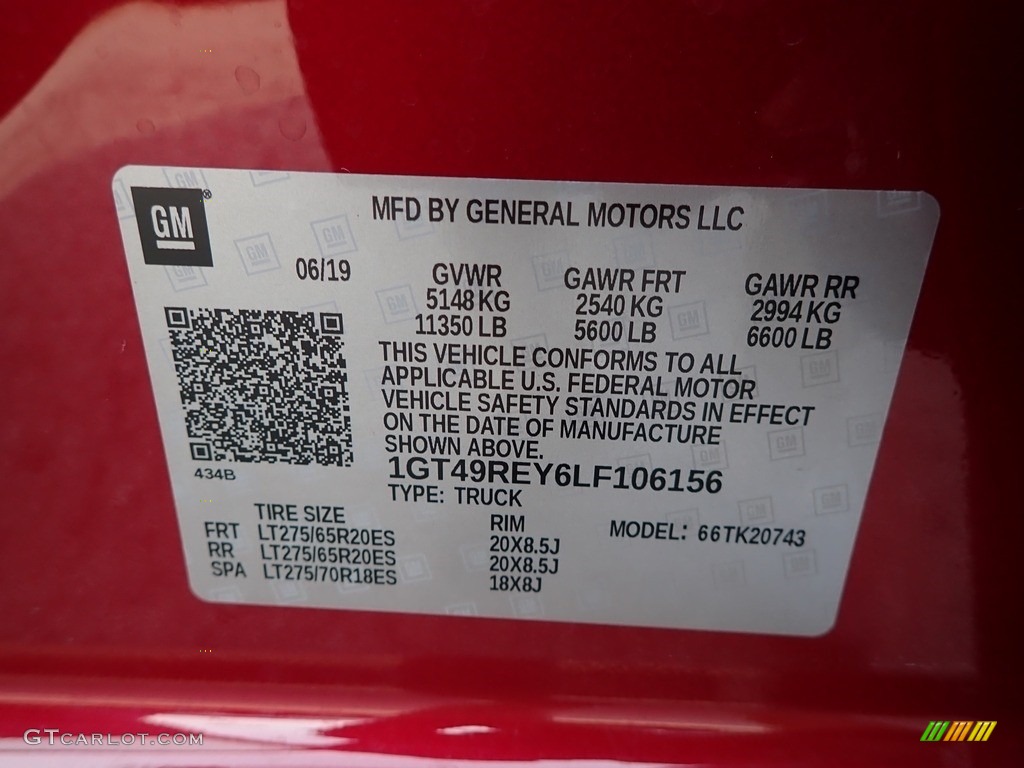 GM®
MFD BY GENERAL MOTORS LLC
06/19
GVWR GAWR FRT GAWR RR
5148 KG 2540 KG 2994 KG
11350 LB 5600 LB 6600 LB
THIS VEHICLE CONFORMS TO ALL
APPLICABLE U.S. FEDERAL MOTOR
VEHICLE SAFETY STANDARDS IN EFFECT
ON THE DATE OF MANUFACTURE
SHOWN ABOVE.
434B
1GT49REY6LF106156
TYPE: TRUCK
TIRE SIZE RIM MODEL: 66TK20743
FRT LT275/65R20ES 20X8.5J
RR LT275/65R20ES 20X8.5J
SPA LT275/70R18ES 18X8J
GTCARLOT.COM